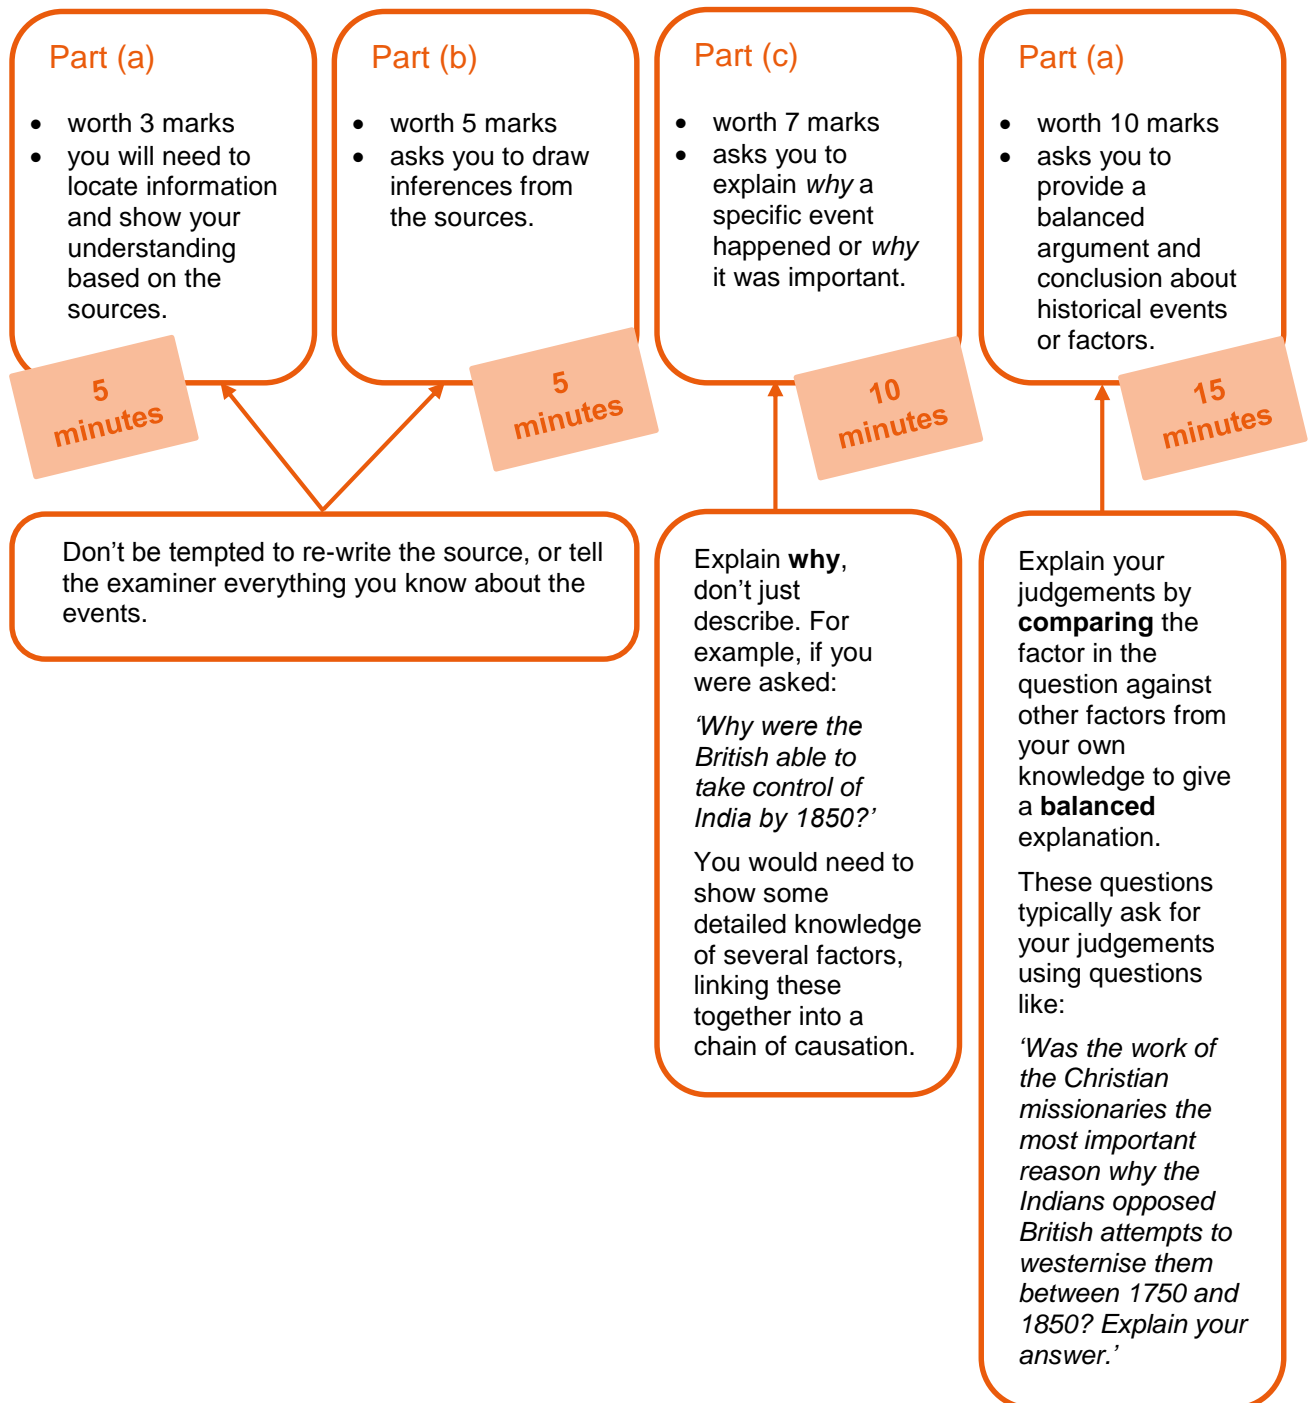 Part (a)
• worth 3 marks
• you will need to
locate information
and show your
understanding
based on the
sources.
5
minutes
Part (b)
• worth 5 marks
• asks you to draw
inferences from
the sources.
5
minutes
Part (c)
• worth 7 marks
• asks you to
explain why a
specific event
happened or why
it was important.
10
minutes
Part (a)
• worth 10 marks
• asks you to
provide a
balanced
argument and
conclusion about
historical events
or factors.
15
minutes
Don’t be tempted to re-write the source, or tell
the examiner everything you know about the
events.
Explain why,
don’t just
describe. For
example, if you
were asked:
‘Why were the
British able to
take control of
India by 1850?’
You would need to
show some
detailed knowledge
of several factors,
linking these
together into a
chain of causation.
Explain your
judgements by
comparing the
factor in the
question against
other factors from
your own
knowledge to give
a balanced
explanation.
These questions
typically ask for
your judgements
using questions
like:
‘Was the work of
the Christian
missionaries the
most important
reason why the
Indians opposed
British attempts to
westernise them
between 1750 and
1850? Explain your
answer.’